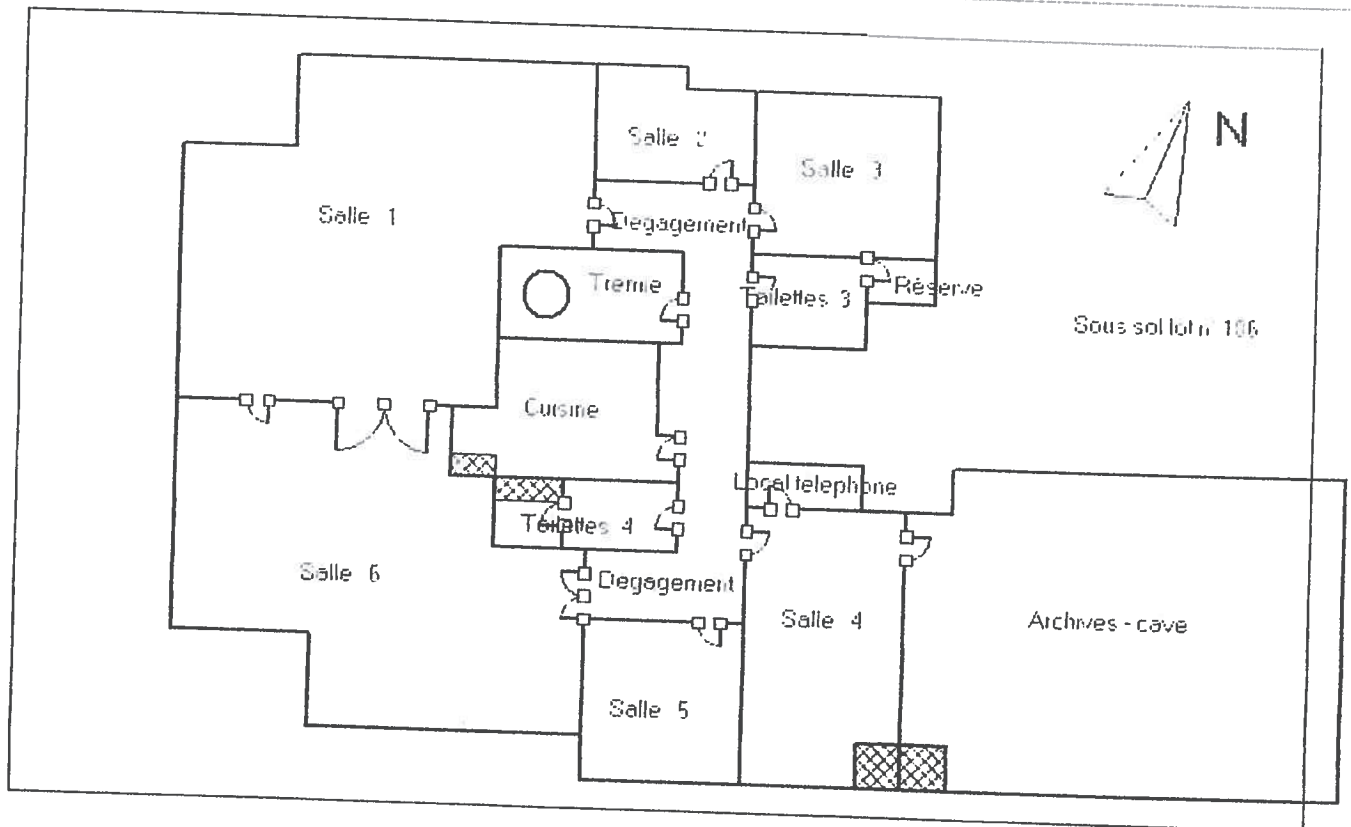 N
Salle 2
Salle 3
Salle 1
Degagement
Tremie
Toilettes 3
Réserve
Sous sol lot n° 106
Cuisine
Local telephone
Toilettes 4
Salle 6
Degagement
Salle 4
Archives - cave
Salle 5